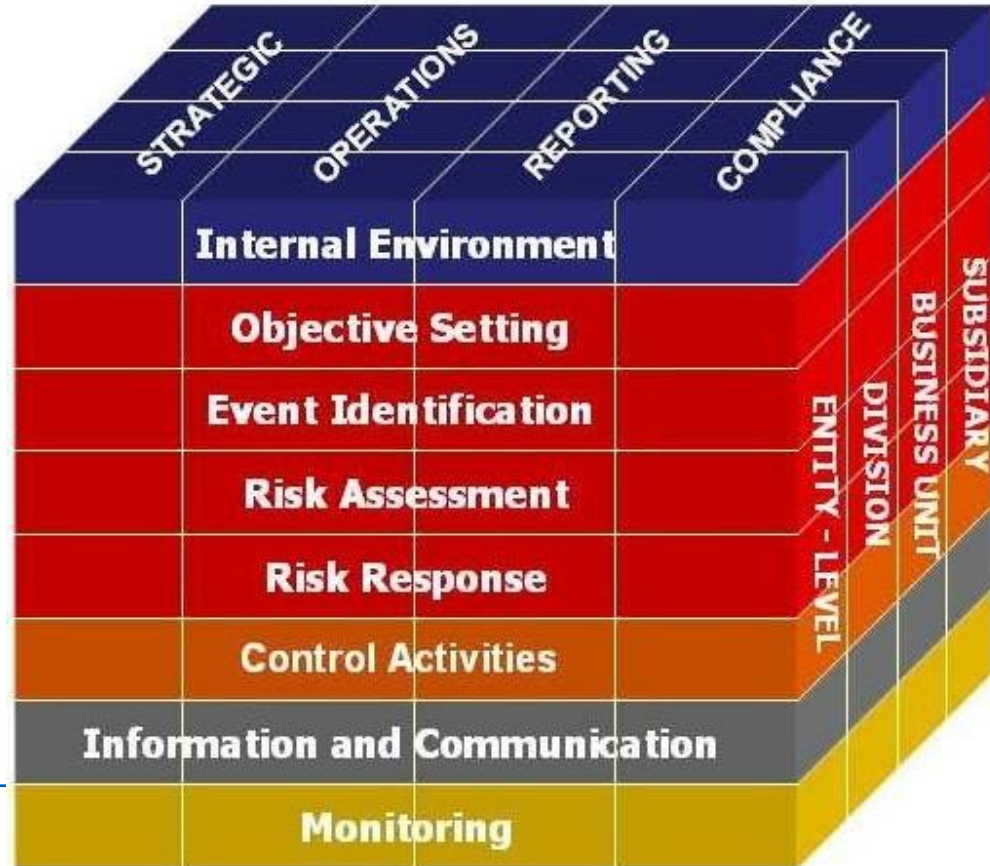 STRATEGIC
OPERATIONS
REPORTING
COMPLIANCE
Internal Environment
Objective Setting
Event Identification
Risk Assessment
Risk Response
Control Activities
Information and Communication
Monitoring
ENTITY - LEVEL
DIVISION
BUSINESS UNIT
SUBSIDIARY